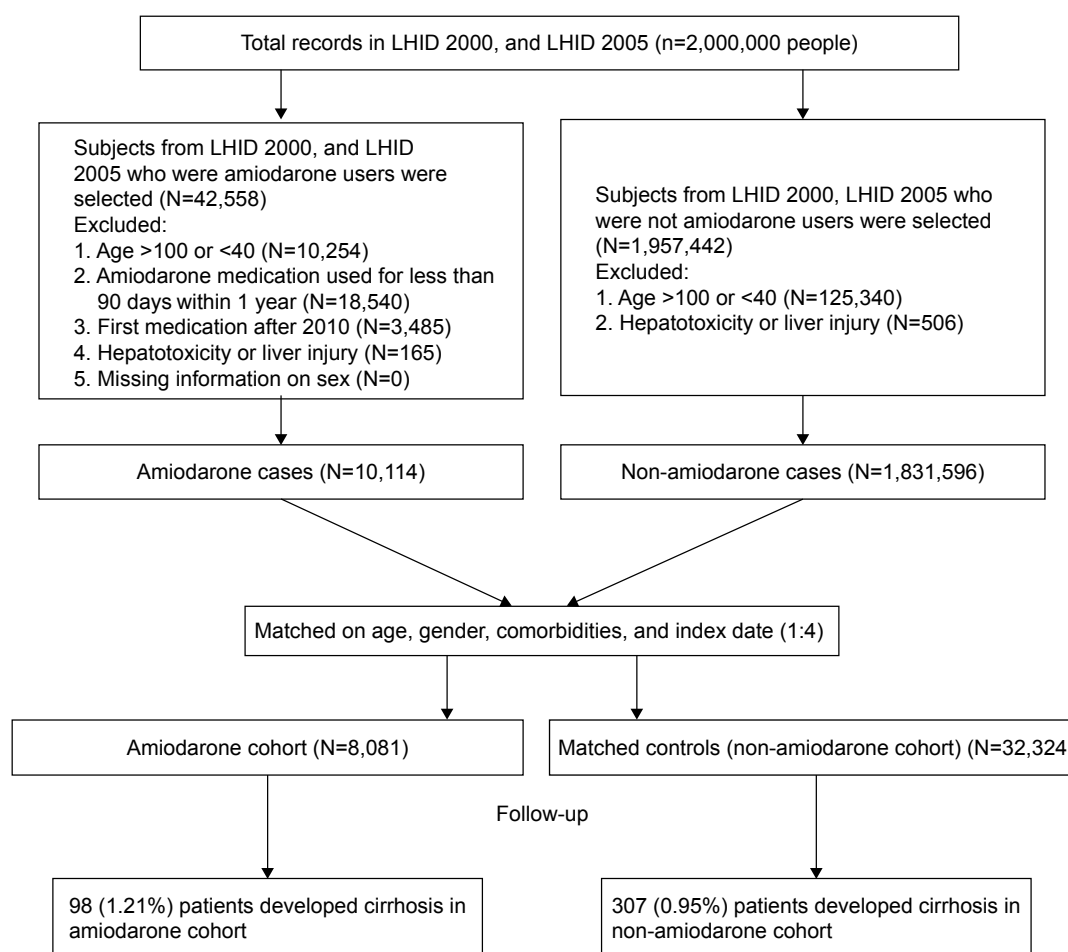 Total records in LHID 2000, and LHID 2005 (n=2,000,000 people)
Subjects from LHID 2000, and LHID
2005 who were amiodarone users were
selected (N=42,558)
Excluded:
1. Age >100 or <40 (N=10,254)
2. Amiodarone medication used for less than
90 days within 1 year (N=18,540)
3. First medication after 2010 (N=3,485)
4. Hepatotoxicity or liver injury (N=165)
5. Missing information on sex (N=0)
Subjects from LHID 2000, LHID 2005 who
were not amiodarone users were selected
(N=1,957,442)
Excluded:
1. Age >100 or <40 (N=125,340)
2. Hepatotoxicity or liver injury (N=506)
Amiodarone cases (N=10,114)
Non-amiodarone cases (N=1,831,596)
Matched on age, gender, comorbidities, and index date (1:4)
Amiodarone cohort (N=8,081)
Matched controls (non-amiodarone cohort) (N=32,324
Follow-up
98 (1.21%) patients developed cirrhosis in
amiodarone cohort
307 (0.95%) patients developed cirrhosis in
non-amiodarone cohort